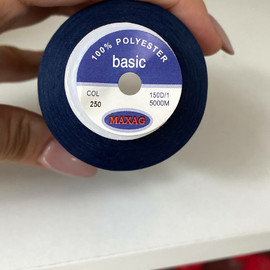 100% POLYESTER
basic
COL 150D/1
250 5000M
MAXAG